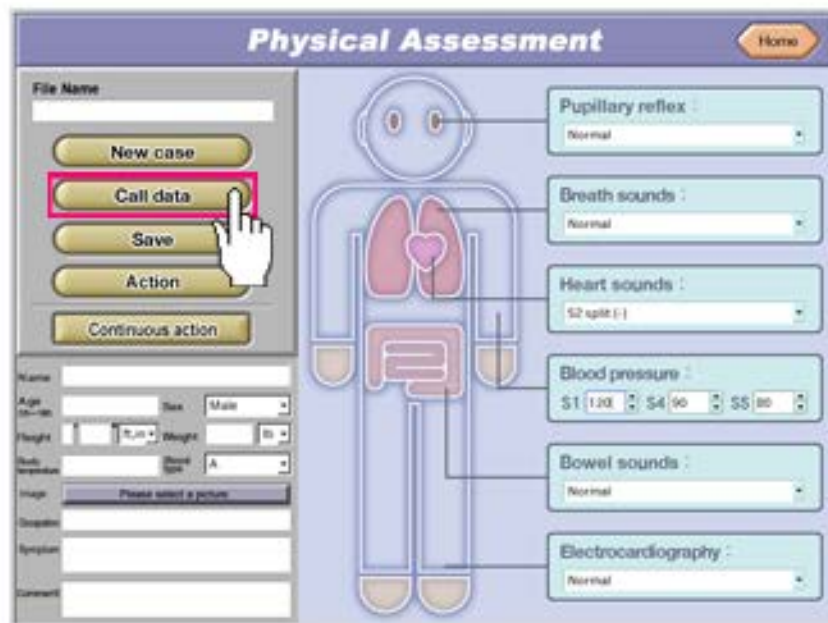 Physical Assessment
Home
File Name
New case
Call data
Save
Action
Continuous action
Name
Age
Sex Male
Height ft,in Weight lb
Body temperature Blood type A
Image Please select a picture
Occupation
Symptom
Comment
Pupillary reflex :
Normal
Breath sounds :
Normal
Heart sounds :
S2 split (-)
Blood pressure :
S1 120 S4 90 S5 80
Bowel sounds :
Normal
Electrocardiography :
Normal